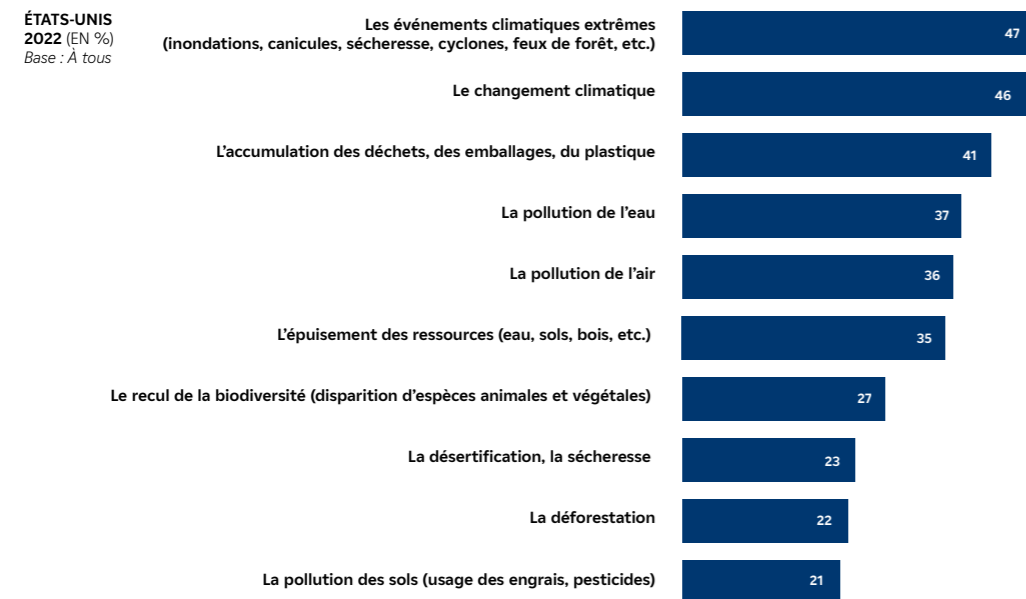 ÉTATS-UNIS
2022 (EN %)
Base : À tous
Les événements climatiques extrêmes
(inondations, canicules, sécheresse, cyclones, feux de forêt, etc.)
47
Le changement climatique
46
L’accumulation des déchets, des emballages, du plastique
41
La pollution de l’eau
37
La pollution de l’air
36
L’épuisement des ressources (eau, sols, bois, etc.)
35
Le recul de la biodiversité (disparition d’espèces animales et végétales)
27
La désertification, la sécheresse
23
La déforestation
22
La pollution des sols (usage des engrais, pesticides)
21